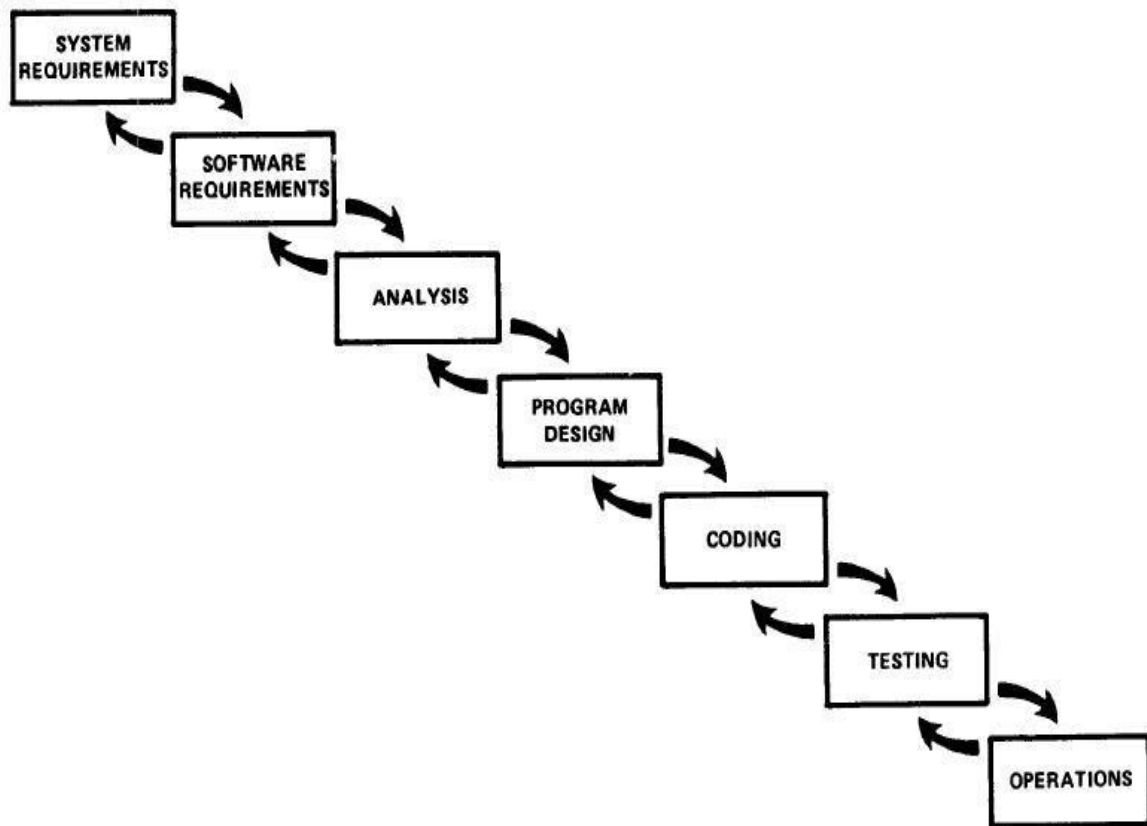 SYSTEM
REQUIREMENTS
SOFTWARE
REQUIREMENTS
ANALYSIS
PROGRAM
DESIGN
CODING
TESTING
OPERATIONS